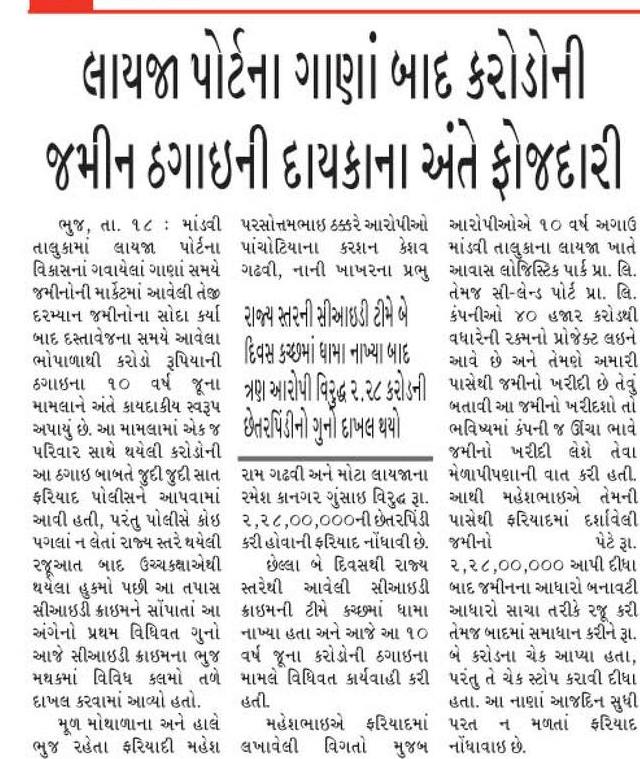 લાયજા પોર્ટના ગાણાં બાદ કરોડોની
જમીન ઠગાઇની દાયકાના અંતે ફોજદારી
ભુજ, તા. ૧૮ : માંડવી
તાલુકામાં લાયજા પોર્ટના
વિકાસનાં ગવાયેલાં ગાણાં સમયે
જમીનોની માર્કેટમાં આવેલી તેજી
દરમ્યાન જમીનોના સોદા કર્યા
બાદ દસ્તાવેજના સમયે આવેલા
ભોપાળાથી કરોડો રૂપિયાની
ઠગાઇના ૧૦ વર્ષ જૂના
મામલાને અંતે કાયદાકીય સ્વરૂપ
અપાયું છે. આ મામલામાં એક જ
પરિવાર સાથે થયેલી કરોડોની
આ ઠગાઇ બાબતે જુદી જુદી સાત
ફરિયાદ પોલીસને આપવામાં
આવી હતી, પરંતુ પોલીસે કોઇ
પગલાં ન લેતાં રાજ્ય સ્તરે થયેલી
રજૂઆત બાદ ઉચ્ચકક્ષાએથી
થયેલા હુકમો પછી આ તપાસ
સીઆઇડી ક્રાઇમને સોંપાતાં આ
અંગેનો પ્રથમ વિધિવત ગુનો
આજે સીઆઇડી ક્રાઇમના ભુજ
મથકમાં વિવિધ કલમો તળે
દાખલ કરવામાં આવ્યો હતો.
મૂળ મોથાળાના અને હાલે
ભુજ રહેતા ફરિયાદી મહેશ
પરસોત્તમભાઇ ઠક્કરે આરોપીઓ
પાંચોટિયાના કરશન કેશવ
ગઢવી, નાની ખાખરના પ્રભુ
રાજ્ય સ્તરની સીઆઇડી ટીમે બે
દિવસ કચ્છમાં ધામા નાખ્યા બાદ
ત્રણ આરોપી વિરુદ્ધ ૨.૨૮ કરોડની
છેતરપિંડીનો ગુનો દાખલ થયો
રામ ગઢવી અને મોટા લાયજાના
રમેશ કાનગર ગુંસાઇ વિરુદ્ધ રૂા.
૨,૨૮,૦૦,૦૦૦ની છેતરપિંડી
કરી હોવાની ફરિયાદ નોંધાવી છે.
છેલ્લા બે દિવસથી રાજ્ય
સ્તરેથી આવેલી સીઆઇડી
ક્રાઇમની ટીમે કચ્છમાં ધામા
નાખ્યા હતા અને આજે આ ૧૦
વર્ષ જૂના કરોડોની ઠગાઇના
મામલે વિધિવત કાર્યવાહી કરી
હતી.
મહેશભાઇએ ફરિયાદમાં
લખાવેલી વિગતો મુજબ
આરોપીઓએ ૧૦ વર્ષ અગાઉ
માંડવી તાલુકાના લાયજા ખાતે
આવાસ લોજિસ્ટિક પાર્ક પ્રા. લિ.
તેમજ સી-લેન્ડ પોર્ટ પ્રા. લિ.
કંપનીઓ ૪૦ હજાર કરોડથી
વધારેની રકમનો પ્રોજેક્ટ લઇને
આવે છે અને તેમણે અમારી
પાસેથી જમીનો ખરીદી છે તેવું
બતાવી આ જમીનો ખરીદશો તો
ભવિષ્યમાં કંપની જ ઊંચા ભાવે
જમીનો ખરીદી લેશે તેવા
મેળાપીપણાની વાત કરી હતી.
આથી મહેશભાઇએ તેમની
પાસેથી ફરિયાદમાં દર્શાવેલી
જમીનો પેટે રૂા.
૨,૨૮,૦૦,૦૦૦ આપી દીધા
બાદ જમીનના આધારો બનાવટી
આધારો સાચા તરીકે રજૂ કરી
તેમજ બાદમાં સમાધાન કરીને રૂા.
બે કરોડના ચેક આપ્યા હતા,
પરંતુ તે ચેક સ્ટોપ કરાવી દીધા
હતા. આ નાણાં આજદિન સુધી
પરત ન મળતાં ફરિયાદ
નોંધાવાઇ છે.